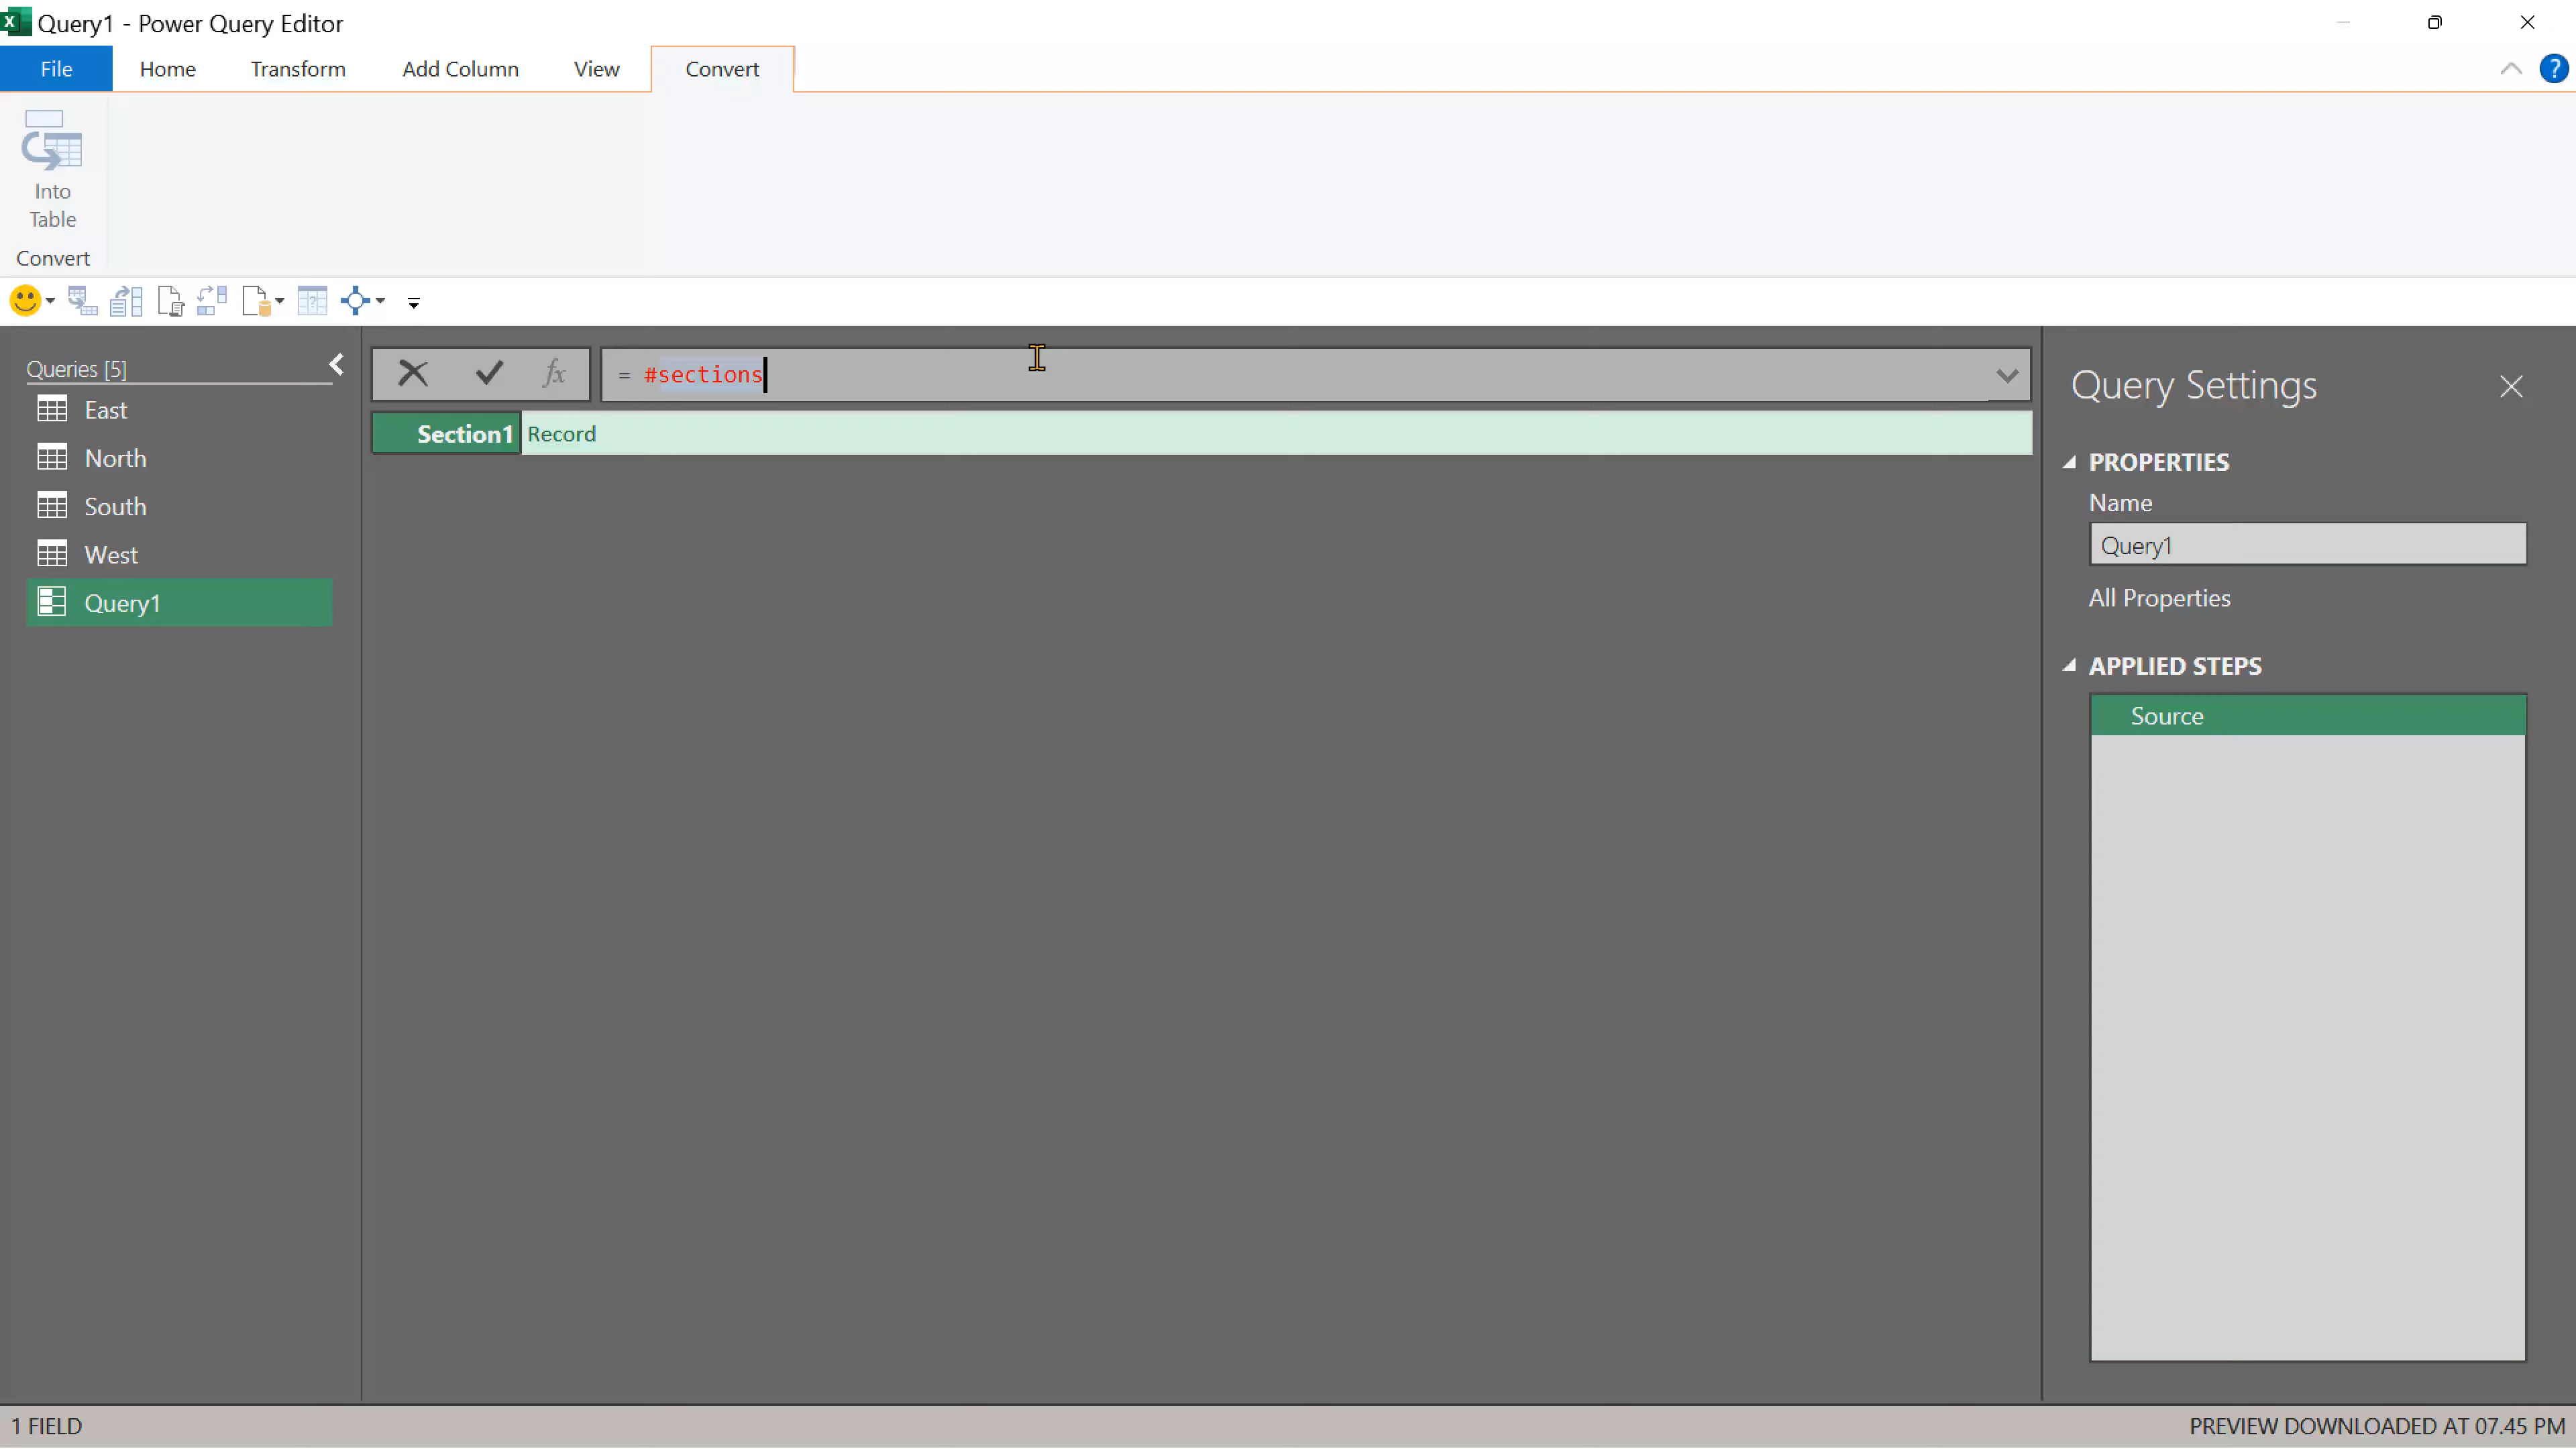 Query1 - Power Query Editor
File Home Transform Add Column View Convert
?
Into
Table
Convert
Queries [5]
East
North
South
West
Query1
fx = #sections
Section1 Record
Query Settings
PROPERTIES
Name
Query1
All Properties
APPLIED STEPS
Source
1 FIELD
PREVIEW DOWNLOADED AT 07.45 PM